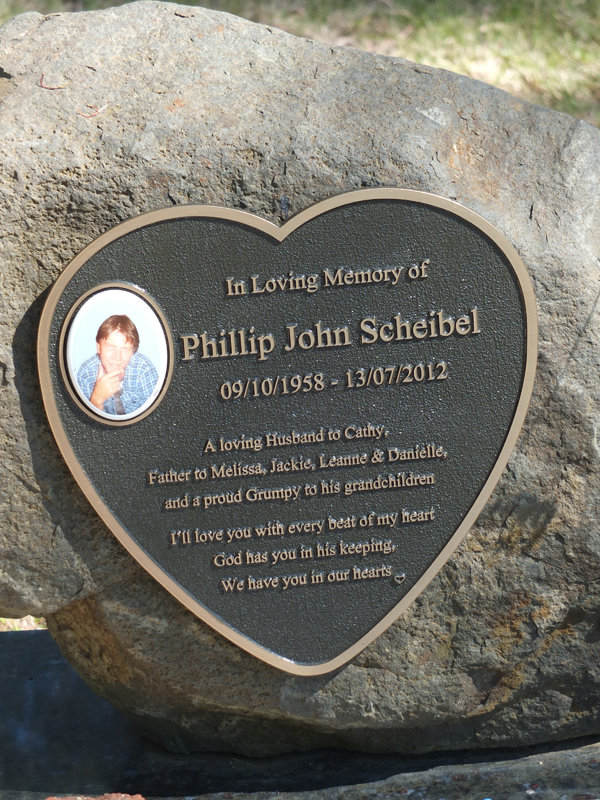 In Loving Memory of
Phillip John Scheibel
09/10/1958 - 13/07/2012
A loving Husband to Cathy,
Father to Melissa, Jackie, Leanne & Danielle,
and a proud Grumpy to his grandchildren
I'll love you with every beat of my heart
God has you in his keeping,
We have you in our hearts